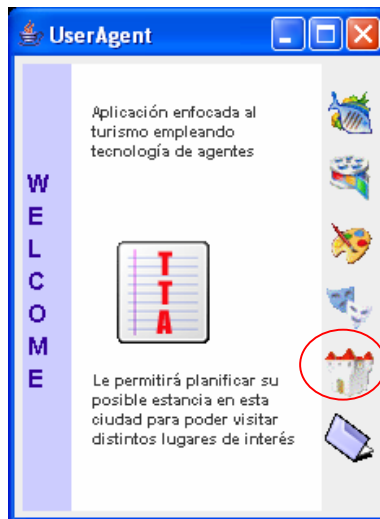 UserAgent
Aplicación enfocada al
turismo empleando
tecnología de agentes
WELCOME
T
T
A
Le permitirá planificar su
posible estancia en esta
ciudad para poder visitar
distintos lugares de interés